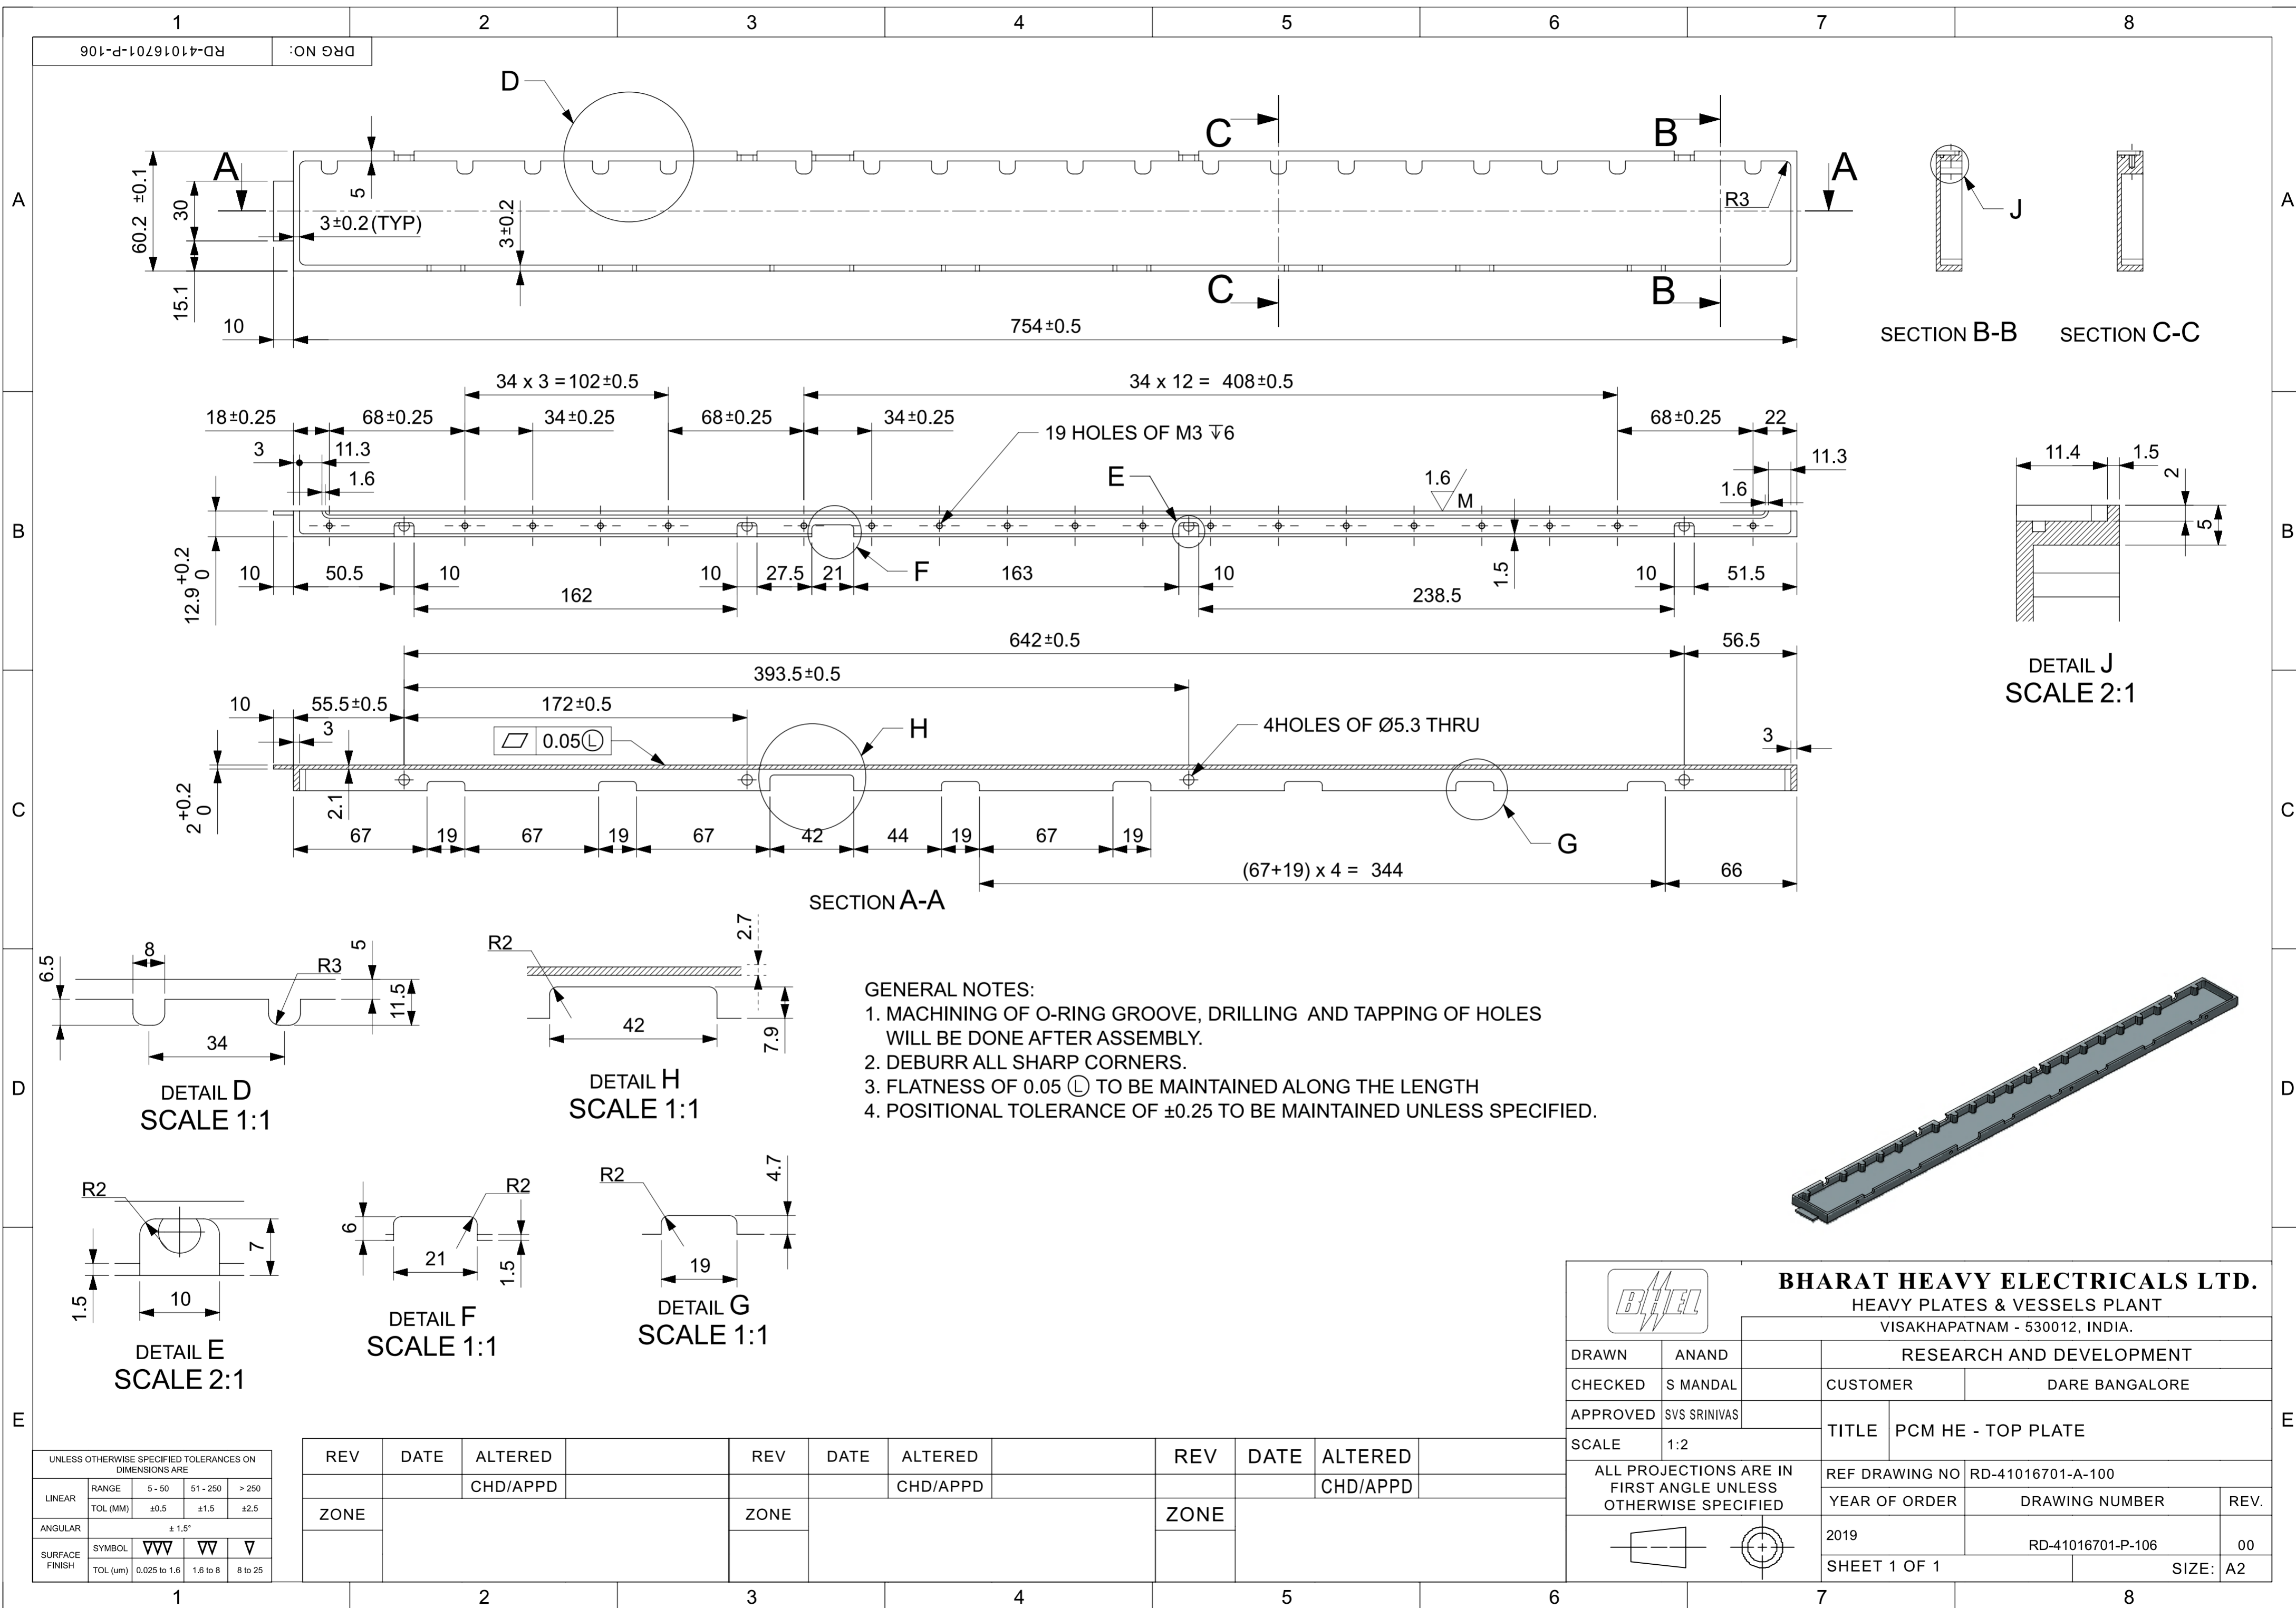 1 2 3 4 5 6 7 8
RD-41016701-P-106 DRG NO:
A
D
C
B
A
A
60.2 ±0.1
30
15.1
5
3±0.2 (TYP)
3±0.2
R3
C
B
10
754±0.5
J
SECTION B-B
SECTION C-C
A
34 x 3 =102±0.5
34 x 12 = 408±0.5
18±0.25
68±0.25
34±0.25
68±0.25
34±0.25
68±0.25
22
3
11.3
1.6
19 HOLES OF M3 ↧6
E
1.6
M
11.3
1.6
B
12.9 +0.2 0
10
50.5
10
162
10
27.5
21
F
163
10
1.5
238.5
10
51.5
11.4
1.5
2
5
DETAIL J
SCALE 2:1
B
642±0.5
56.5
393.5±0.5
10
55.5±0.5
172±0.5
3
⏥ 0.05Ⓛ
H
4HOLES OF Ø5.3 THRU
3
C
2 +0.2 0
2.1
67
19
67
19
67
42
44
19
67
19
G
(67+19) x 4 = 344
66
SECTION A-A
C
6.5
8
5
R3
11.5
34
DETAIL D
SCALE 1:1
R2
2.7
42
7.9
DETAIL H
SCALE 1:1
GENERAL NOTES:
1. MACHINING OF O-RING GROOVE, DRILLING AND TAPPING OF HOLES
WILL BE DONE AFTER ASSEMBLY.
2. DEBURR ALL SHARP CORNERS.
3. FLATNESS OF 0.05 Ⓛ TO BE MAINTAINED ALONG THE LENGTH
4. POSITIONAL TOLERANCE OF ±0.25 TO BE MAINTAINED UNLESS SPECIFIED.
D
D
R2
7
1.5
10
DETAIL E
SCALE 2:1
R2
6
21
1.5
DETAIL F
SCALE 1:1
R2
4.7
19
DETAIL G
SCALE 1:1
E
E
BHEL
BHARAT HEAVY ELECTRICALS LTD.
HEAVY PLATES & VESSELS PLANT
VISAKHAPATNAM - 530012, INDIA.
DRAWN ANAND RESEARCH AND DEVELOPMENT
CHECKED S MANDAL CUSTOMER DARE BANGALORE
APPROVED SVS SRINIVAS
TITLE PCM HE - TOP PLATE
SCALE 1:2
ALL PROJECTIONS ARE IN
FIRST ANGLE UNLESS
OTHERWISE SPECIFIED
REF DRAWING NO RD-41016701-A-100
YEAR OF ORDER DRAWING NUMBER REV.
2019 RD-41016701-P-106 00
SHEET 1 OF 1 SIZE: A2
UNLESS OTHERWISE SPECIFIED TOLERANCES ON
DIMENSIONS ARE
LINEAR RANGE 5 - 50 51 - 250 > 250
TOL (MM) ±0.5 ±1.5 ±2.5
ANGULAR ± 1.5°
SURFACE
FINISH
SYMBOL ∇∇∇ ∇∇ ∇
TOL (um) 0.025 to 1.6 1.6 to 8 8 to 25
REV DATE ALTERED REV DATE ALTERED REV DATE ALTERED
CHD/APPD CHD/APPD CHD/APPD
ZONE ZONE ZONE
1 2 3 4 5 6 7 8